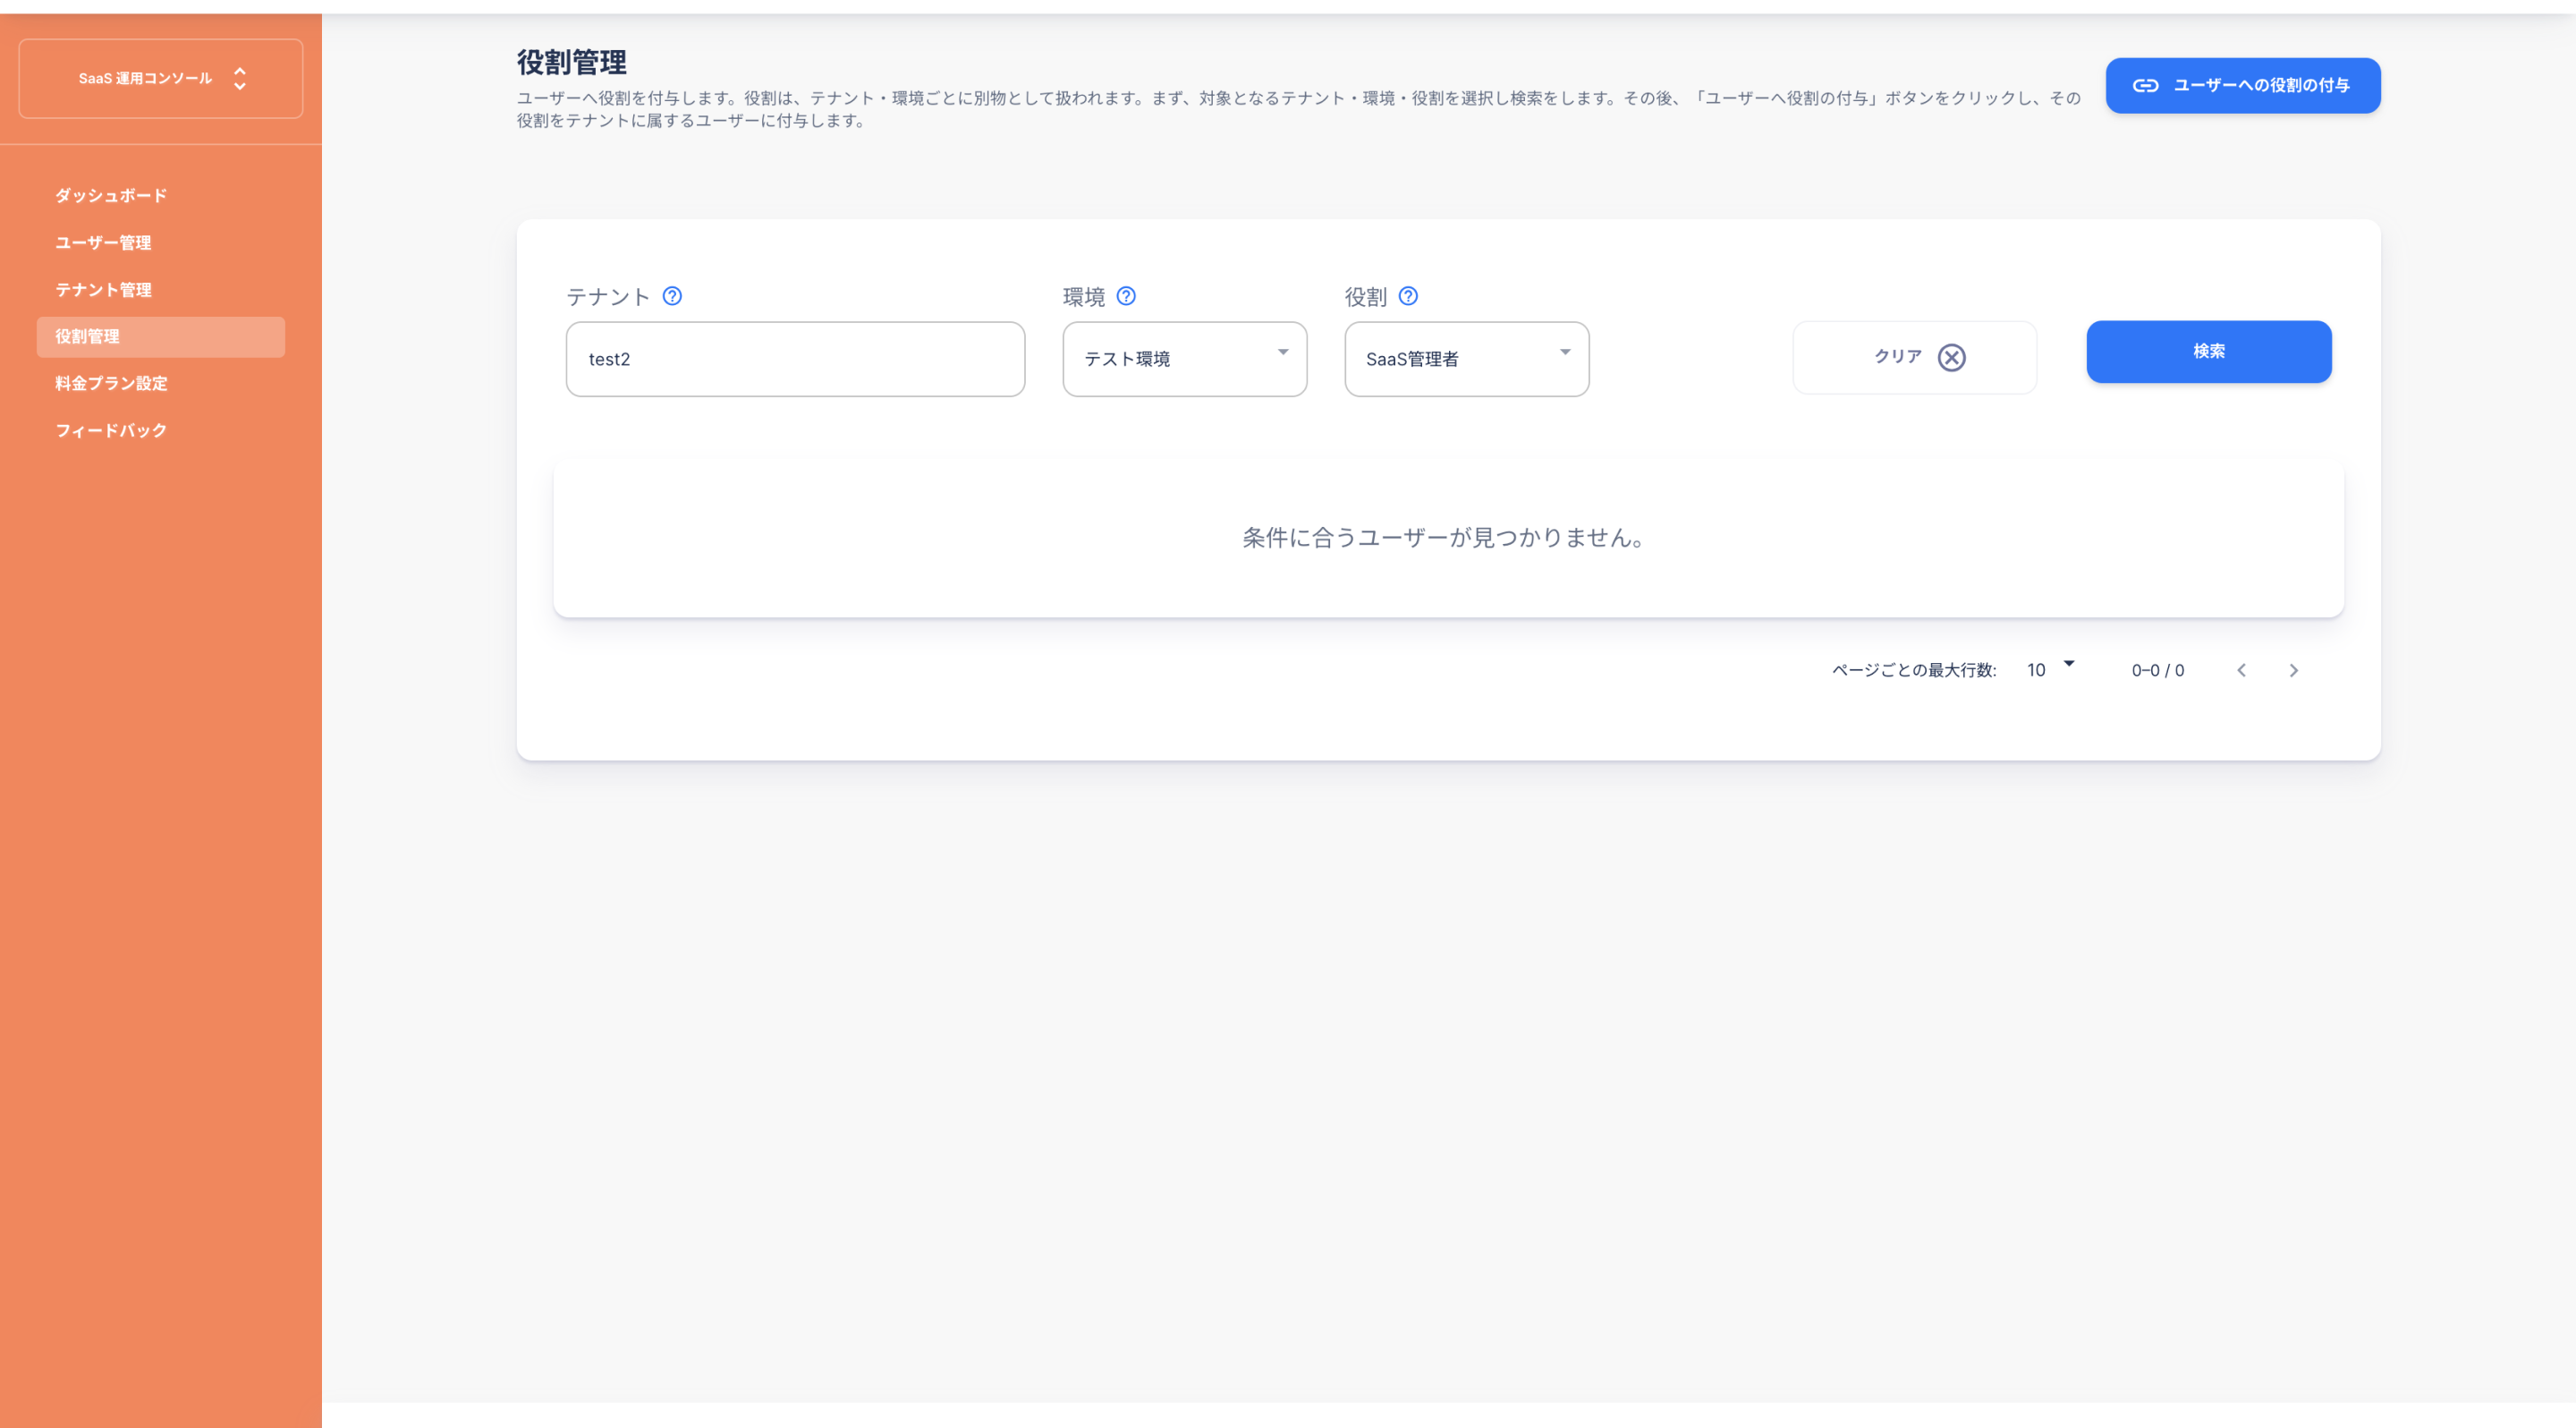 SaaS 運用コンソール
ダッシュボード
ユーザー管理
テナント管理
役割管理
料金プラン設定
フィードバック
役割管理
ユーザーへ役割を付与します。役割は、テナント・環境ごとに別物として扱われます。まず、対象となるテナント・環境・役割を選択し検索をします。その後、「ユーザーへ役割の付与」ボタンをクリックし、その
役割をテナントに属するユーザーに付与します。
ユーザーへの役割の付与
テナント
環境
役割
test2
テスト環境
SaaS管理者
クリア
検索
条件に合うユーザーが見つかりません。
ページごとの最大行数: 10 0–0 / 0